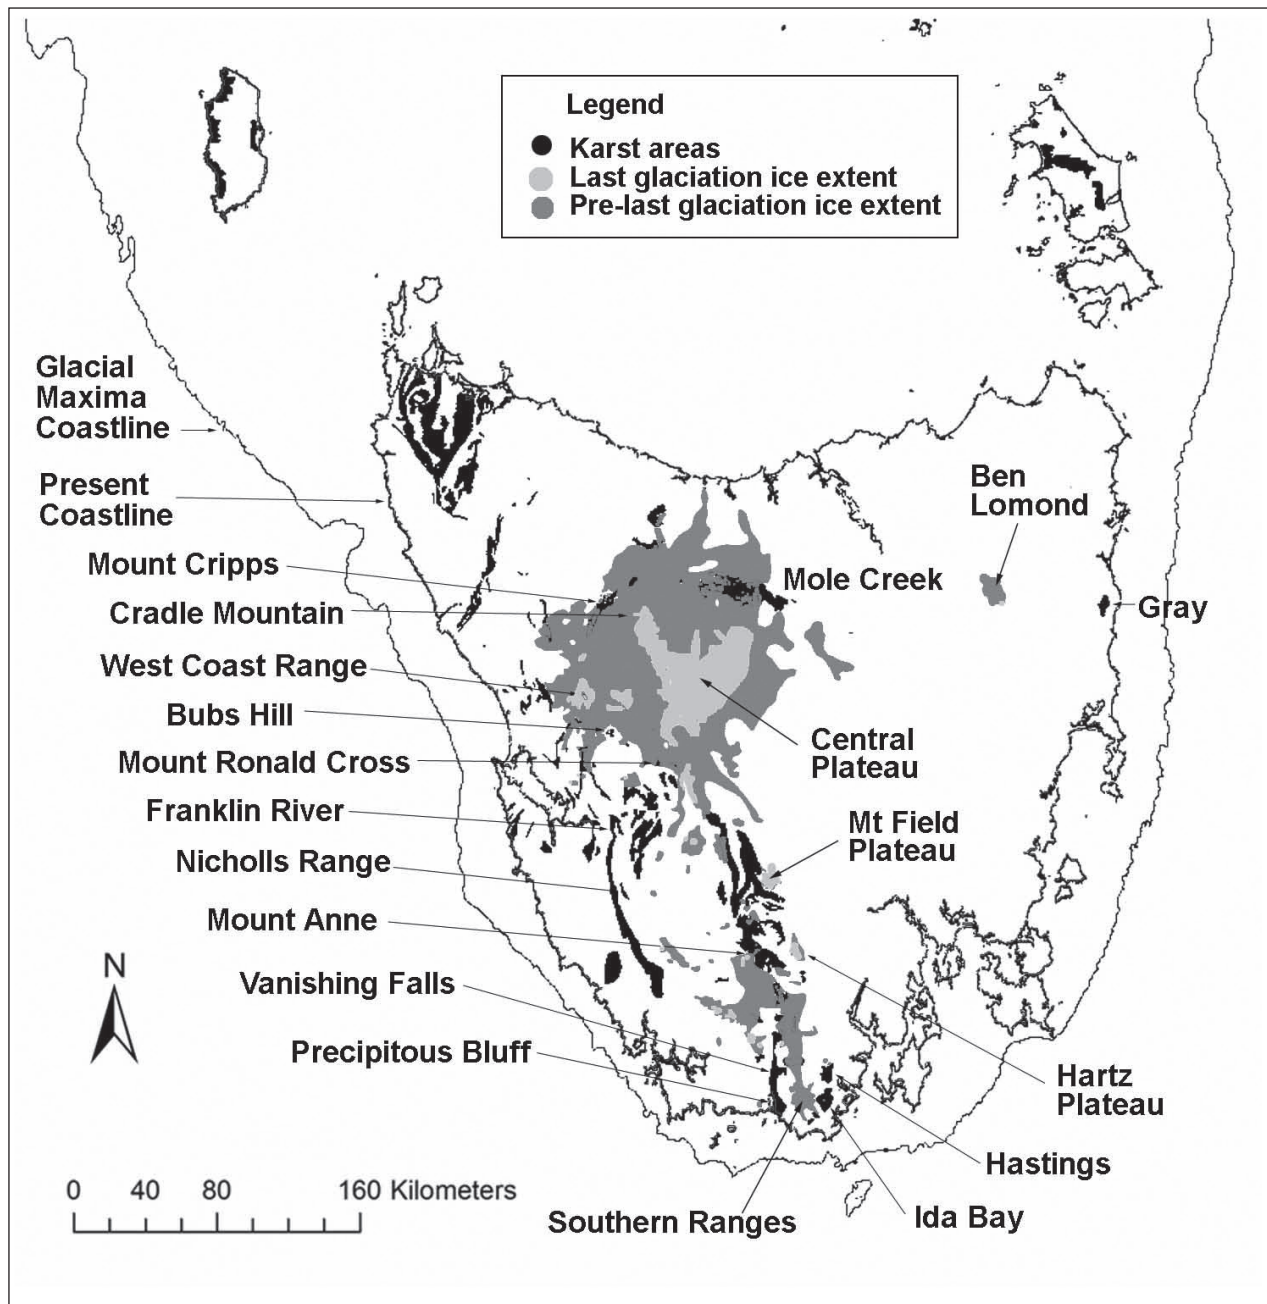 Legend
Karst areas
Last glaciation ice extent
Pre-last glaciation ice extent
Glacial
Maxima
Coastline
Present
Coastline
Ben
Lomond
Mount Cripps
Mole Creek
Cradle Mountain
Gray
West Coast Range
Bubs Hill
Central
Plateau
Mount Ronald Cross
Franklin River
Mt Field
Plateau
Nicholls Range
Mount Anne
N
Vanishing Falls
Precipitous Bluff
Hartz
Plateau
Hastings
0 40 80 160 Kilometers
Southern Ranges
Ida Bay